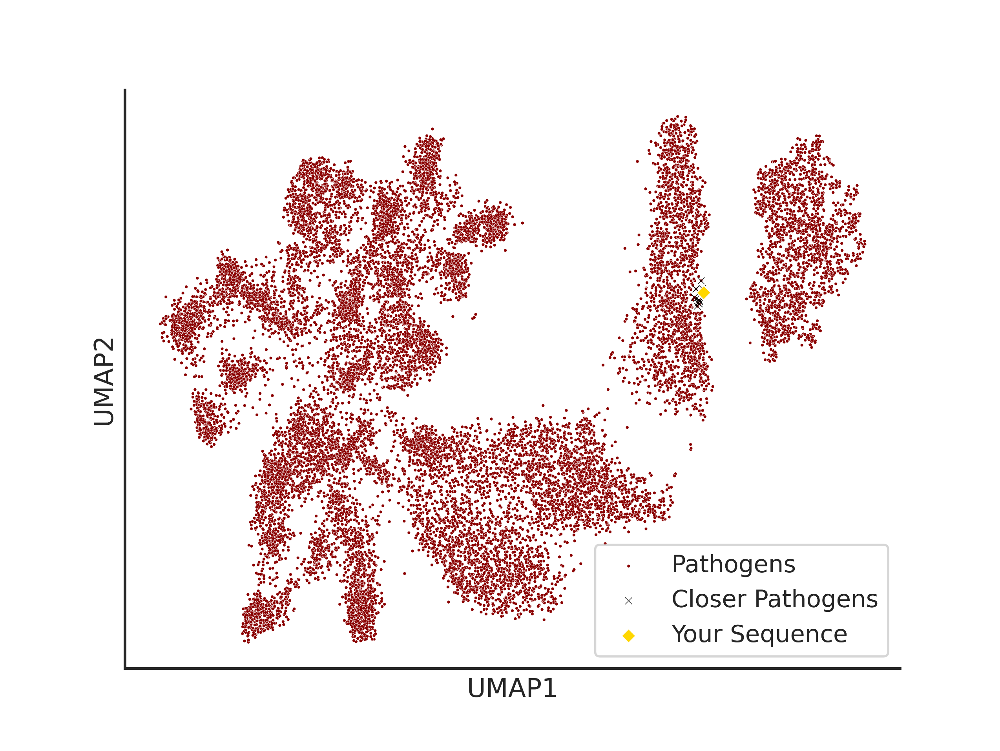 UMAP2
Pathogens
Closer Pathogens
Your Sequence
UMAP1